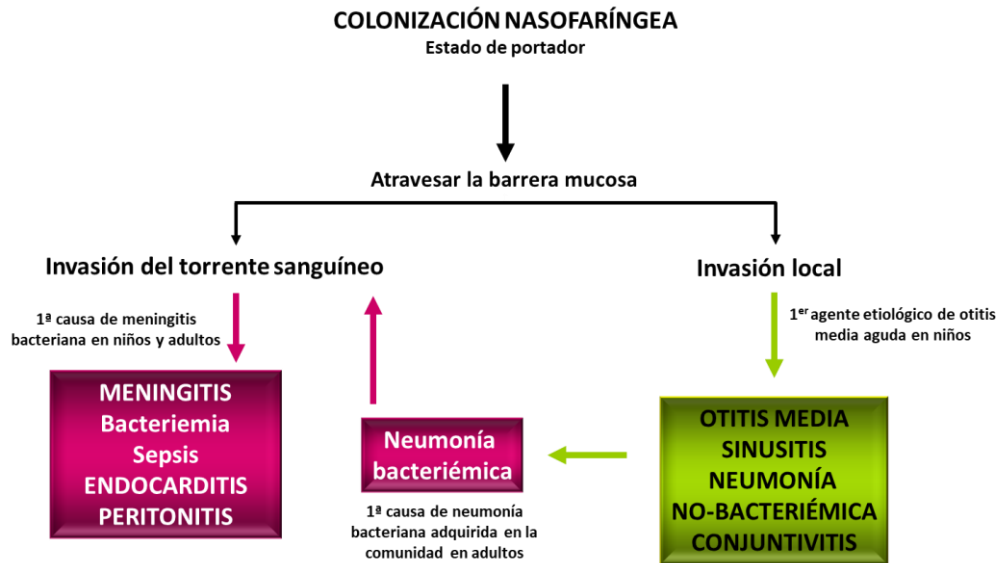 COLONIZACIÓN NASOFARÍNGEA
Estado de portador
Atravesar la barrera mucosa
Invasión del torrente sanguíneo
Invasión local
1ª causa de meningitis
bacteriana en niños y adultos
1er agente etiológico de otitis
media aguda en niños
MENINGITIS
Bacteriemia
Sepsis
ENDOCARDITIS
PERITONITIS
Neumonía
bacteriémica
1ª causa de neumonía
bacteriana adquirida en la
comunidad en adultos
OTITIS MEDIA
SINUSITIS
NEUMONÍA
NO-BACTERIÉMICA
CONJUNTIVITIS